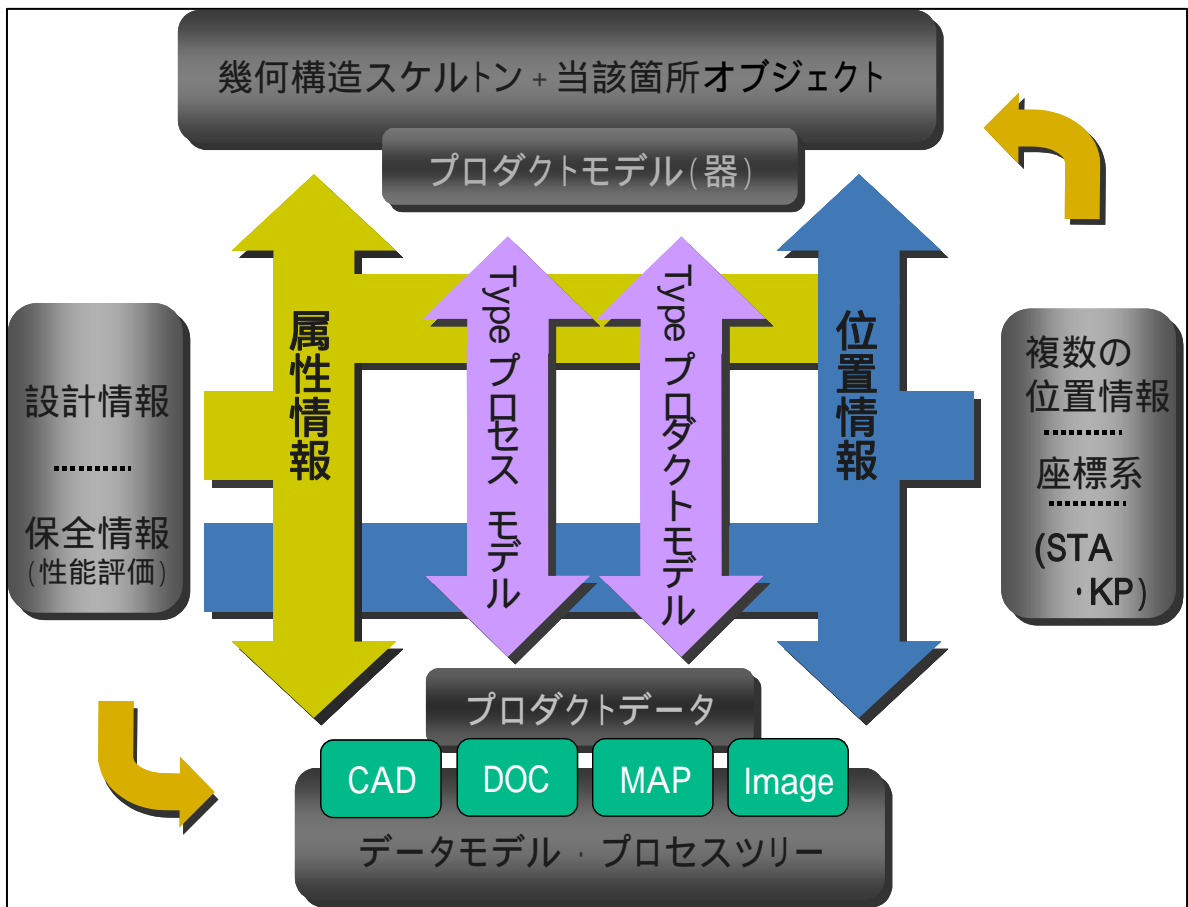 幾何構造スケルトン+当該箇所オブジェクト
プロダクトモデル(器)
属性情報
Type プロセス モデル
Type プロダクトモデル
位置情報
設計情報
保全情報
(性能評価)
複数の
位置情報
座標系
(STA
・KP)
プロダクトデータ
CAD
DOC
MAP
Image
データモデル・プロセスツリー